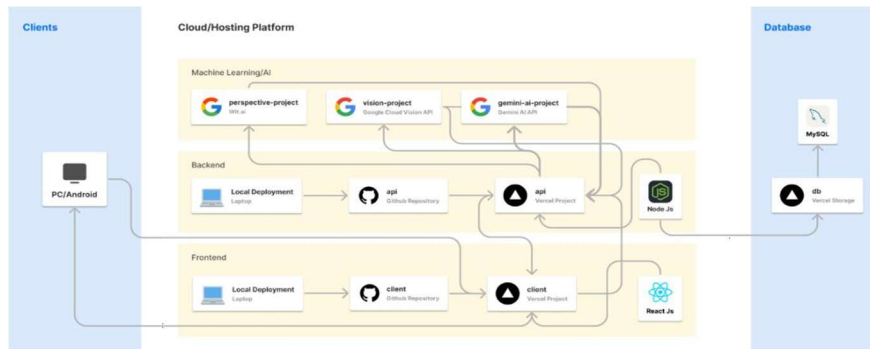 Clients
Cloud/Hosting Platform
Database
Machine Learning/AI
perspective-project
Wit.ai
vision-project
Google Cloud Vision API
gemini-ai-project
Gemini AI API
MySQL
Backend
PC/Android
Local Deployment
Laptop
api
Github Repository
api
Vercel Project
Node Js
db
Vercel Storage
Frontend
Local Deployment
Laptop
client
Github Repository
client
Vercel Project
React Js